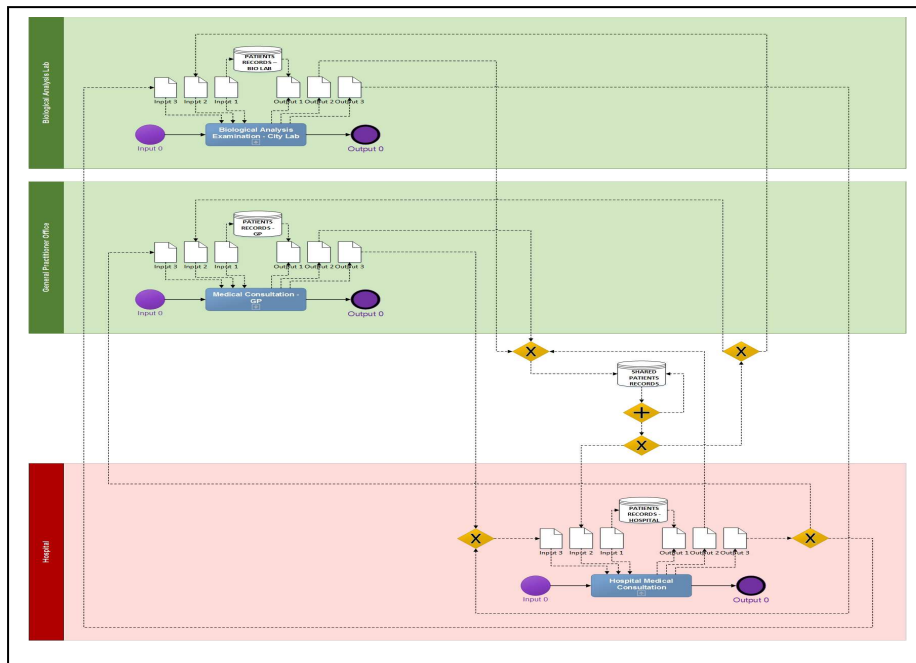 Biological Analysis Lab
PATIENTS
RECORDS –
BIO LAB
Input 3
Input 2
Input 1
Output 1
Output 2
Output 3
Input 0
Biological Analysis
Examination - City Lab
Output 0
General Practitioner Office
PATIENTS
RECORDS -
GP
Input 3
Input 2
Input 1
Output 1
Output 2
Output 3
Input 0
Medical Consultation -
GP
Output 0
SHARED
PATIENTS
RECORDS
Hospital
PATIENTS
RECORDS -
HOSPITAL
Input 3
Input 2
Input 1
Output 1
Output 2
Output 3
Input 0
Hospital Medical
Consultation
Output 0